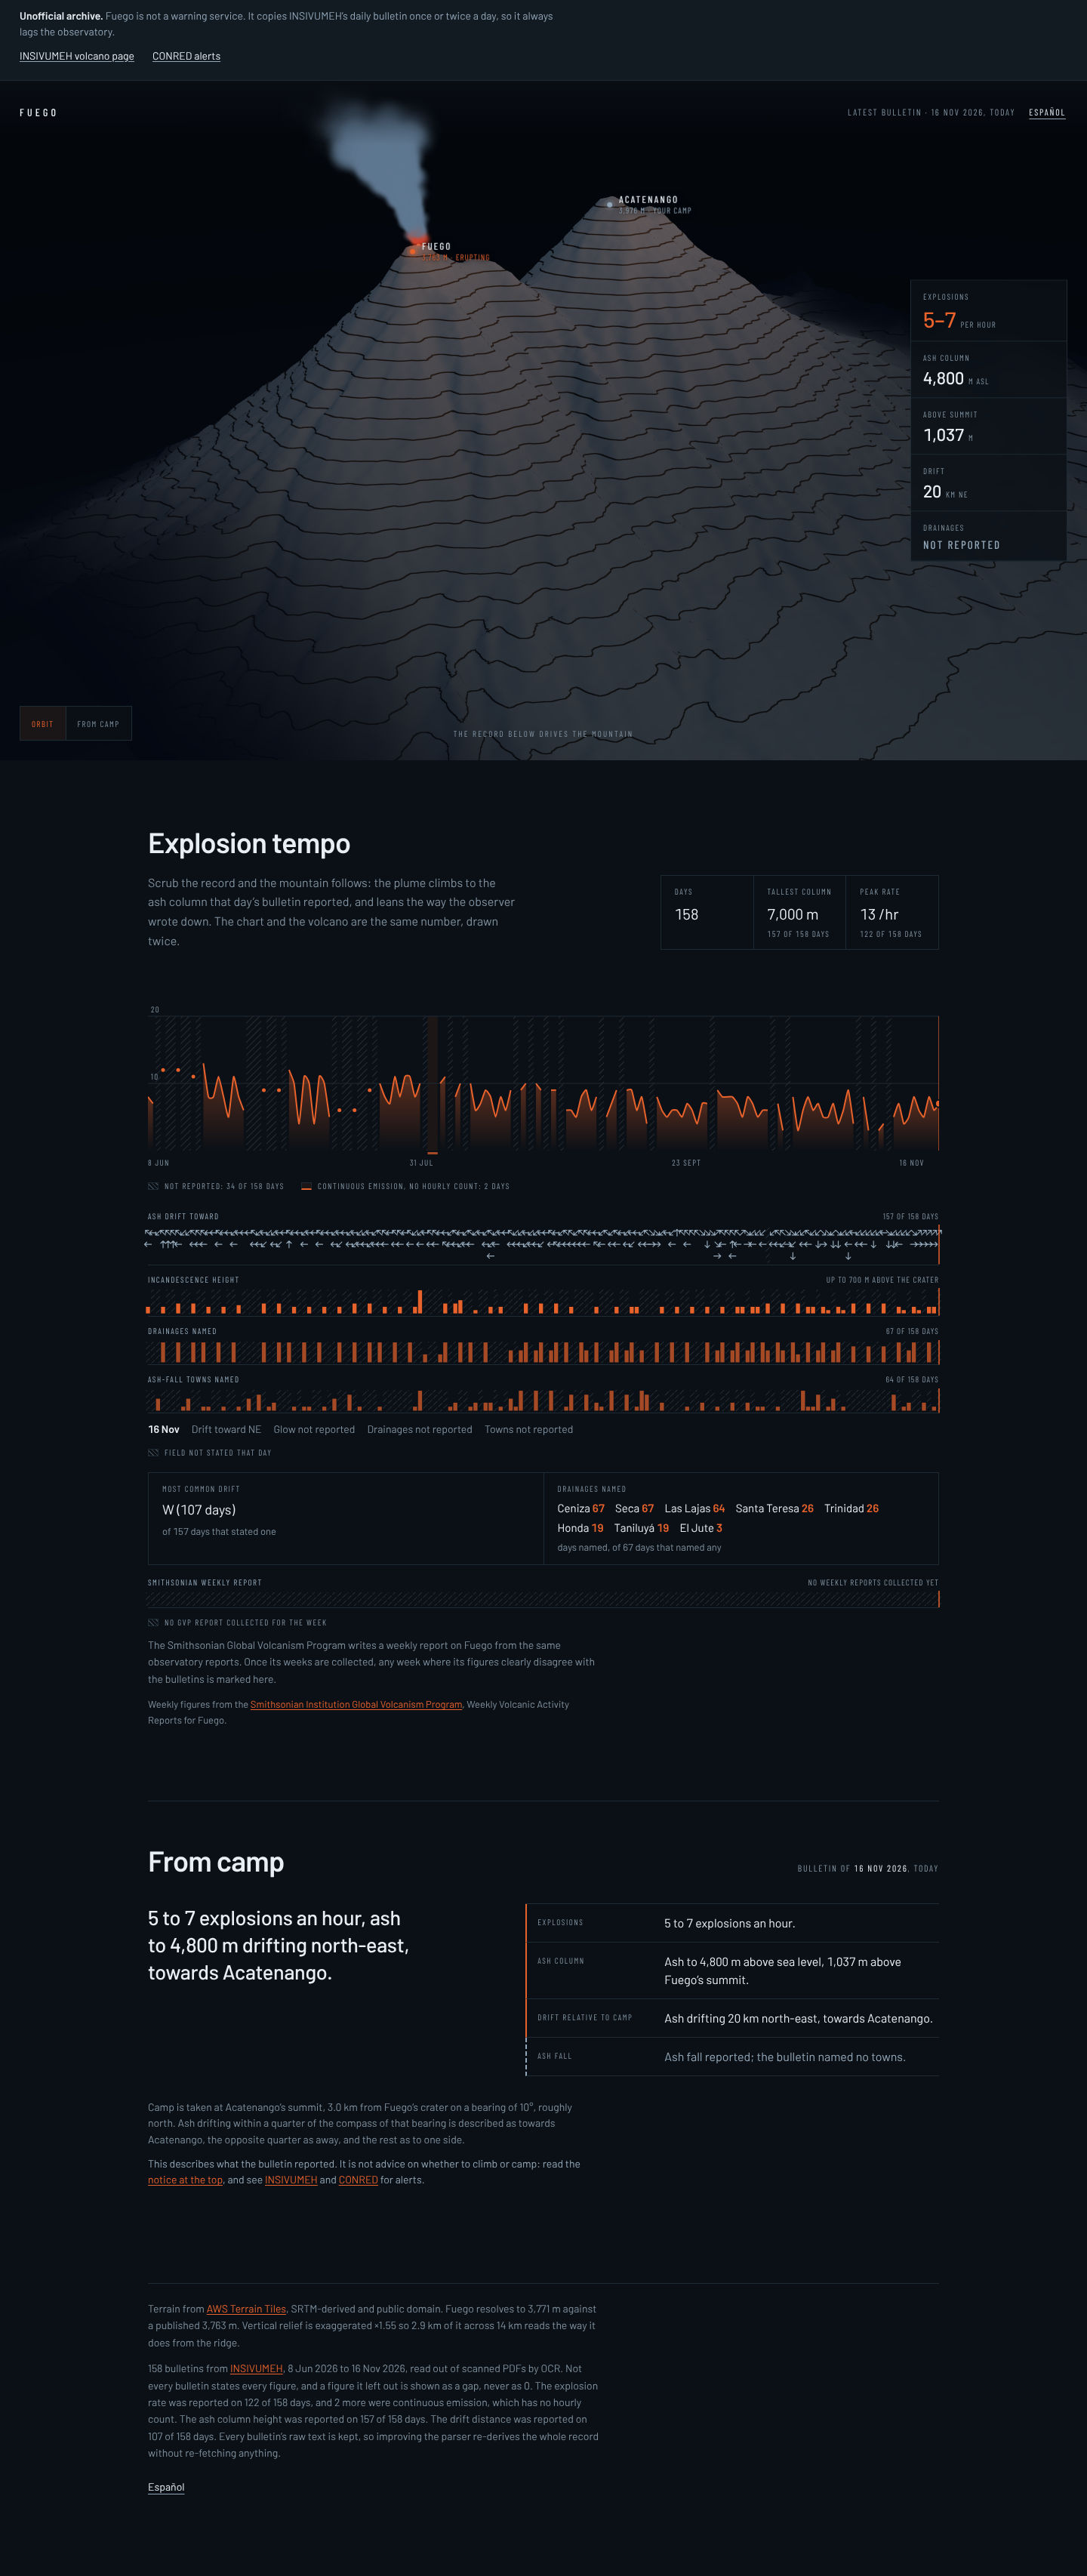 Unofficial archive. Fuego is not a warning service. It copies INSIVUMEH's daily bulletin once or twice a day, so it always
lags the observatory.
INSIVUMEH volcano page CONRED alerts
FUEGO
LATEST BULLETIN · 16 NOV 2026, TODAY ESPAÑOL
ACATENANGO
3,976 M · YOUR CAMP
FUEGO
3,763 M · ERUPTING
EXPLOSIONS
5–7 PER HOUR
ASH COLUMN
4,800 M ASL
ABOVE SUMMIT
1,037 M
DRIFT
20 KM NE
DRAINAGES
NOT REPORTED
ORBIT FROM CAMP
THE RECORD BELOW DRIVES THE MOUNTAIN
Explosion tempo
Scrub the record and the mountain follows: the plume climbs to the
ash column that day's bulletin reported, and leans the way the observer
wrote down. The chart and the volcano are the same number, drawn
twice.
DAYS
158
TALLEST COLUMN
7,000 m
157 OF 158 DAYS
PEAK RATE
13 /hr
122 OF 158 DAYS
20
10
8 JUN 31 JUL 23 SEPT 16 NOV
NOT REPORTED: 34 OF 158 DAYS CONTINUOUS EMISSION, NO HOURLY COUNT: 2 DAYS
ASH DRIFT TOWARD 157 OF 158 DAYS
INCANDESCENCE HEIGHT UP TO 700 M ABOVE THE CRATER
DRAINAGES NAMED 67 OF 158 DAYS
ASH-FALL TOWNS NAMED 64 OF 158 DAYS
16 Nov Drift toward NE Glow not reported Drainages not reported Towns not reported
FIELD NOT STATED THAT DAY
MOST COMMON DRIFT
W (107 days)
of 157 days that stated one
DRAINAGES NAMED
Ceniza 67 Seca 67 Las Lajas 64 Santa Teresa 26 Trinidad 26
Honda 19 Taniluyá 19 El Jute 3
days named, of 67 days that named any
SMITHSONIAN WEEKLY REPORT NO WEEKLY REPORTS COLLECTED YET
NO GVP REPORT COLLECTED FOR THE WEEK
The Smithsonian Global Volcanism Program writes a weekly report on Fuego from the same
observatory reports. Once its weeks are collected, any week where its figures clearly disagree with
the bulletins is marked here.
Weekly figures from the Smithsonian Institution Global Volcanism Program, Weekly Volcanic Activity
Reports for Fuego.
From camp
BULLETIN OF 16 NOV 2026, TODAY
5 to 7 explosions an hour, ash
to 4,800 m drifting north-east,
towards Acatenango.
EXPLOSIONS 5 to 7 explosions an hour.
ASH COLUMN Ash to 4,800 m above sea level, 1,037 m above
Fuego's summit.
DRIFT RELATIVE TO CAMP Ash drifting 20 km north-east, towards Acatenango.
ASH FALL Ash fall reported; the bulletin named no towns.
Camp is taken at Acatenango's summit, 3.0 km from Fuego's crater on a bearing of 10°, roughly
north. Ash drifting within a quarter of the compass of that bearing is described as towards
Acatenango, the opposite quarter as away, and the rest as to one side.
This describes what the bulletin reported. It is not advice on whether to climb or camp: read the
notice at the top, and see INSIVUMEH and CONRED for alerts.
Terrain from AWS Terrain Tiles, SRTM-derived and public domain. Fuego resolves to 3,771 m against
a published 3,763 m. Vertical relief is exaggerated ×1.55 so 2.9 km of it across 14 km reads the way it
does from the ridge.
158 bulletins from INSIVUMEH, 8 Jun 2026 to 16 Nov 2026, read out of scanned PDFs by OCR. Not
every bulletin states every figure, and a figure it left out is shown as a gap, never as 0. The explosion
rate was reported on 122 of 158 days, and 2 more were continuous emission, which has no hourly
count. The ash column height was reported on 157 of 158 days. The drift distance was reported on
107 of 158 days. Every bulletin's raw text is kept, so improving the parser re-derives the whole record
without re-fetching anything.
Español